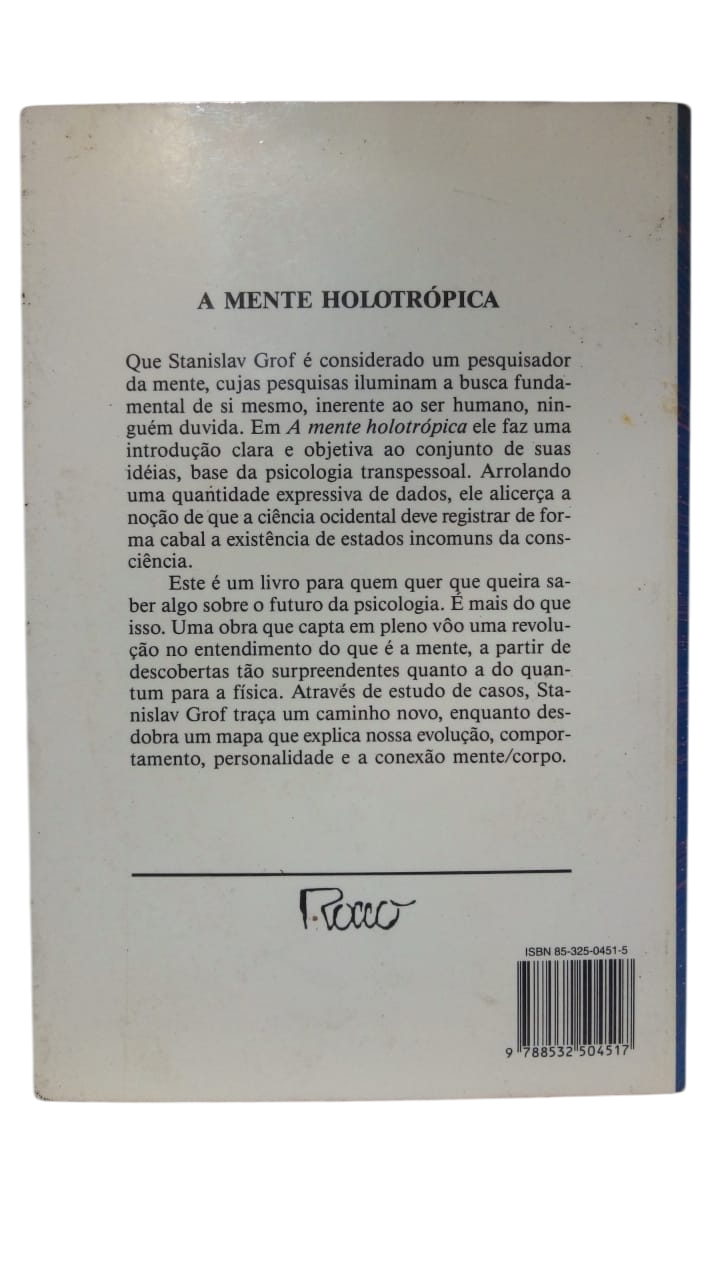 A MENTE HOLOTRÓPICA
Que Stanislav Grof é considerado um pesquisador
da mente, cujas pesquisas iluminam a busca funda-
mental de si mesmo, inerente ao ser humano, nin-
guém duvida. Em A mente holotrópica ele faz uma
introdução clara e objetiva ao conjunto de suas
idéias, base da psicologia transpessoal. Arrolando
uma quantidade expressiva de dados, ele alicerça a
noção de que a ciência ocidental deve registrar de for-
ma cabal a existência de estados incomuns da cons-
ciência.
Este é um livro para quem quer que queira sa-
ber algo sobre o futuro da psicologia. É mais do que
isso. Uma obra que capta em pleno vôo uma revolu-
ção no entendimento do que é a mente, a partir de
descobertas tão surpreendentes quanto a do quan-
tum para a física. Através de estudo de casos, Sta-
nislav Grof traça um caminho novo, enquanto des-
dobra um mapa que explica nossa evolução, compor-
tamento, personalidade e a conexão mente/corpo.
Rocco
ISBN 85-325-0451-5
9 788532 504517